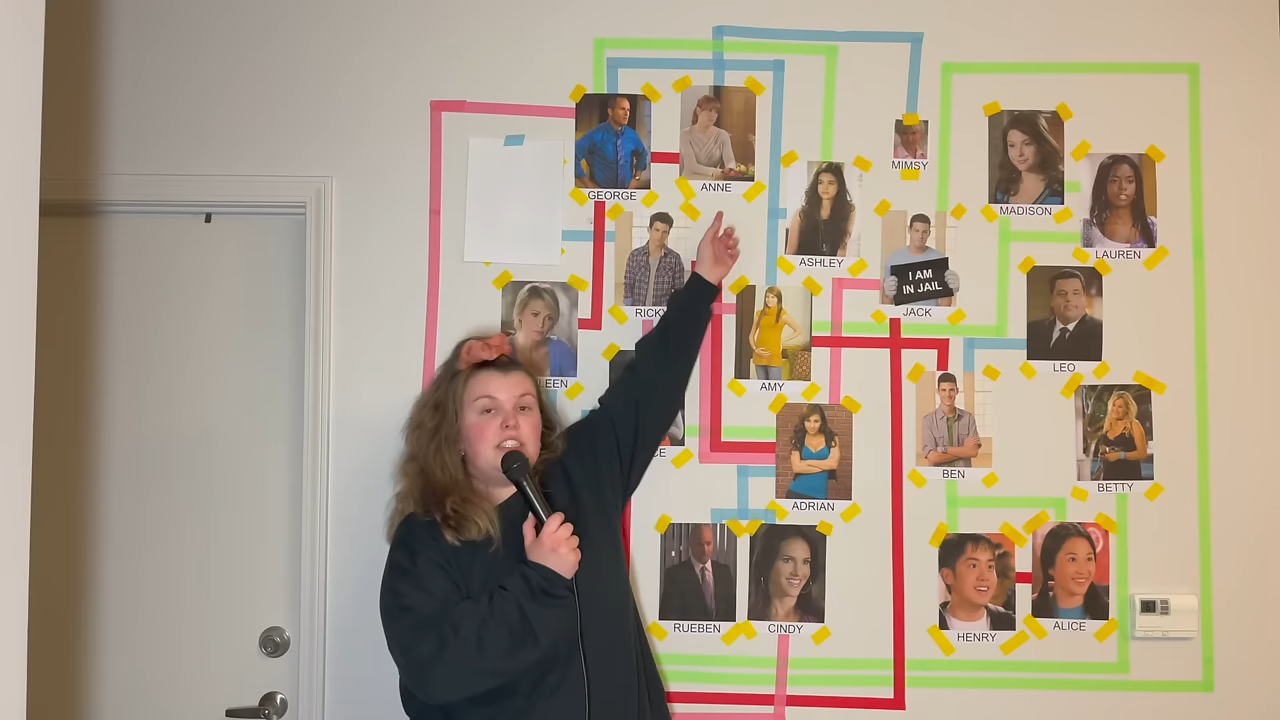 GEORGE
ANNE
MIMSY
MADISON
ASHLEY
LAUREN
RICKY
I AM
IN JAIL
JACK
LEO
AMY
BEN
BETTY
ADRIAN
RUEBEN
CINDY
HENRY
ALICE